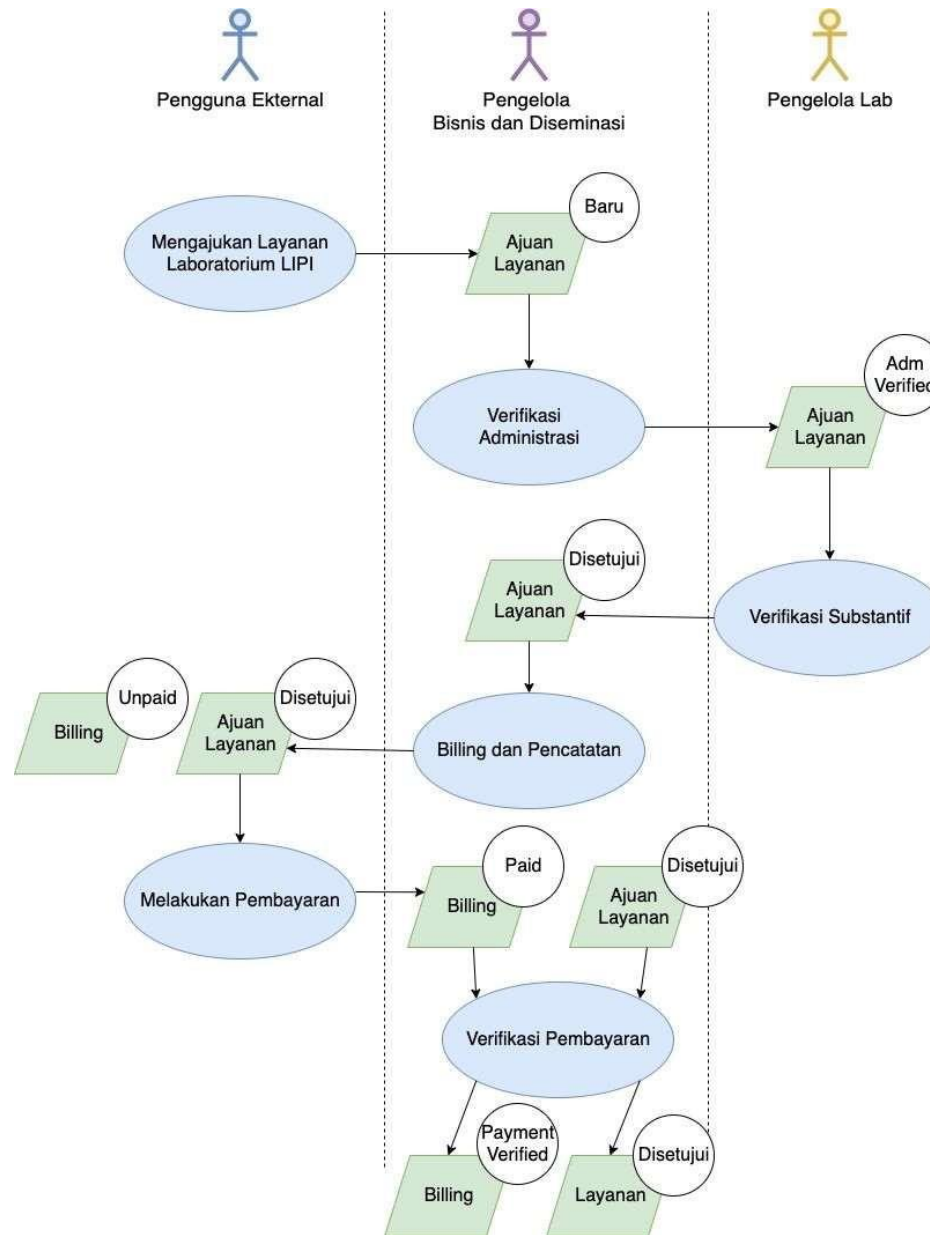 Pengguna Ekternal
Pengelola
Bisnis dan Diseminasi
Pengelola Lab
Mengajukan Layanan
Laboratorium LIPI
Ajuan
Layanan
Baru
Verifikasi
Administrasi
Ajuan
Layanan
Adm
Verified
Verifikasi Substantif
Ajuan
Layanan
Disetujui
Billing dan Pencatatan
Billing
Unpaid
Ajuan
Layanan
Disetujui
Melakukan Pembayaran
Billing
Paid
Ajuan
Layanan
Disetujui
Verifikasi Pembayaran
Billing
Payment
Verified
Layanan
Disetujui